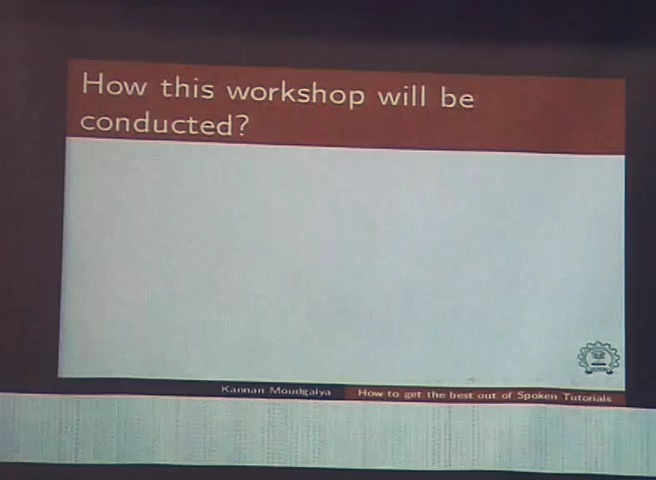 How this workshop will be
conducted?
Kannan Moudgalya How to get the best out of Spoken Tutorials